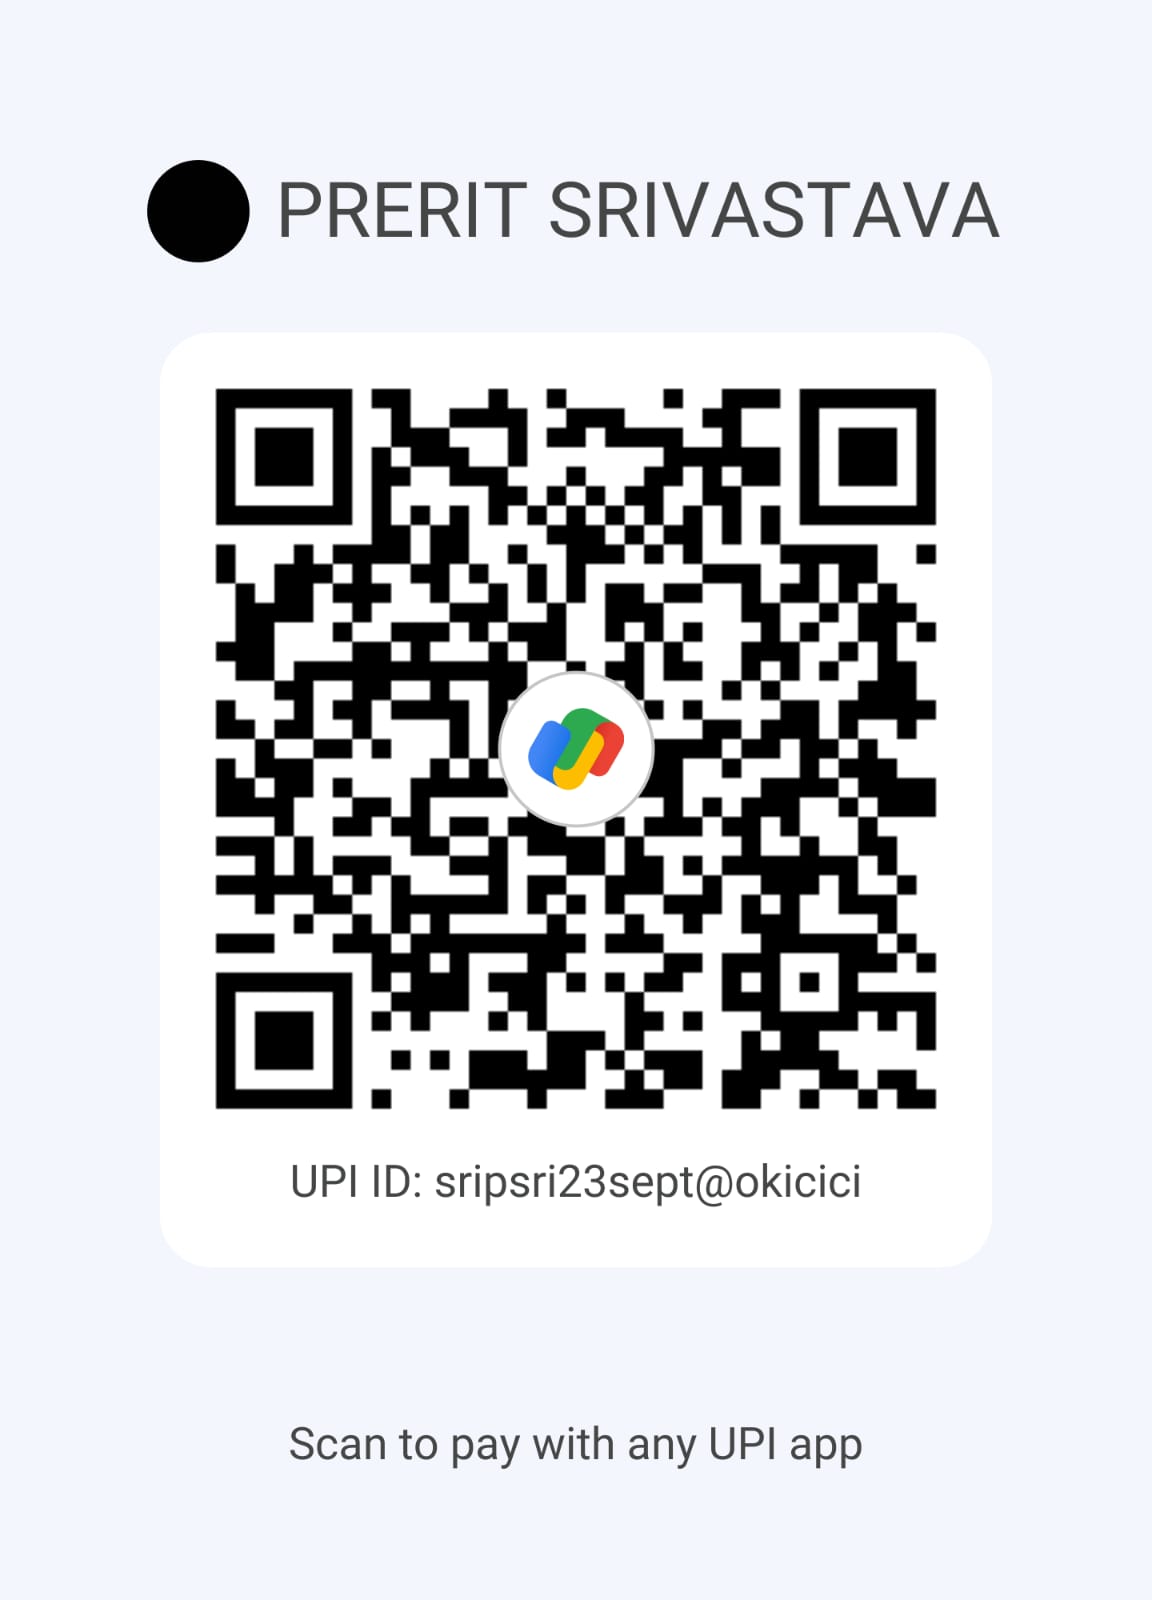 PRERIT SRIVASTAVA
UPI ID: sripsri23sept@okicici
Scan to pay with any UPI app